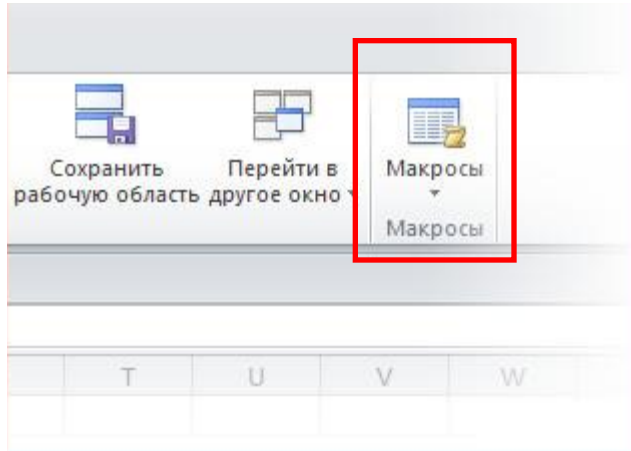 Сохранить
рабочую область
Перейти в
другое окно
Макросы
Макросы
T U V W